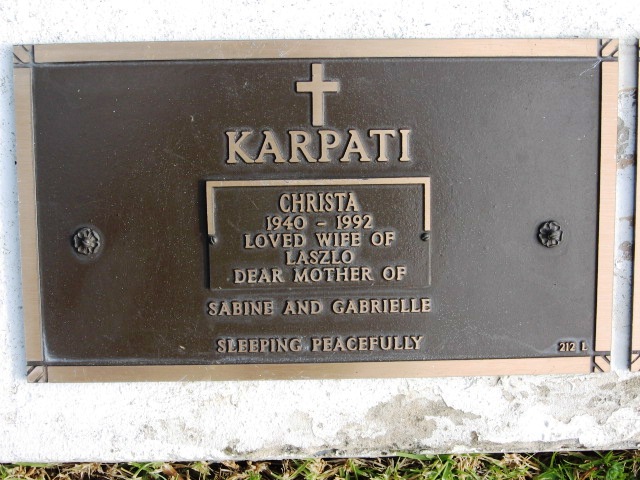 KARPATI
CHRISTA
1940 - 1992
LOVED WIFE OF
LASZLO
DEAR MOTHER OF
SABINE AND GABRIELLE
SLEEPING PEACEFULLY
212 L